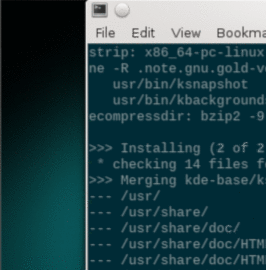 File Edit View Bookma
strip: x86_64-pc-linux
ne -R .note.gnu.gold-v
usr/bin/ksnapshot
usr/bin/kbackground
ecompressdir: bzip2 -9
>>> Installing (2 of 2
* checking 14 files fo
>>> Merging kde-base/k
--- /usr/
--- /usr/share/
--- /usr/share/doc/
--- /usr/share/doc/HTM
--- /usr/share/doc/HTM